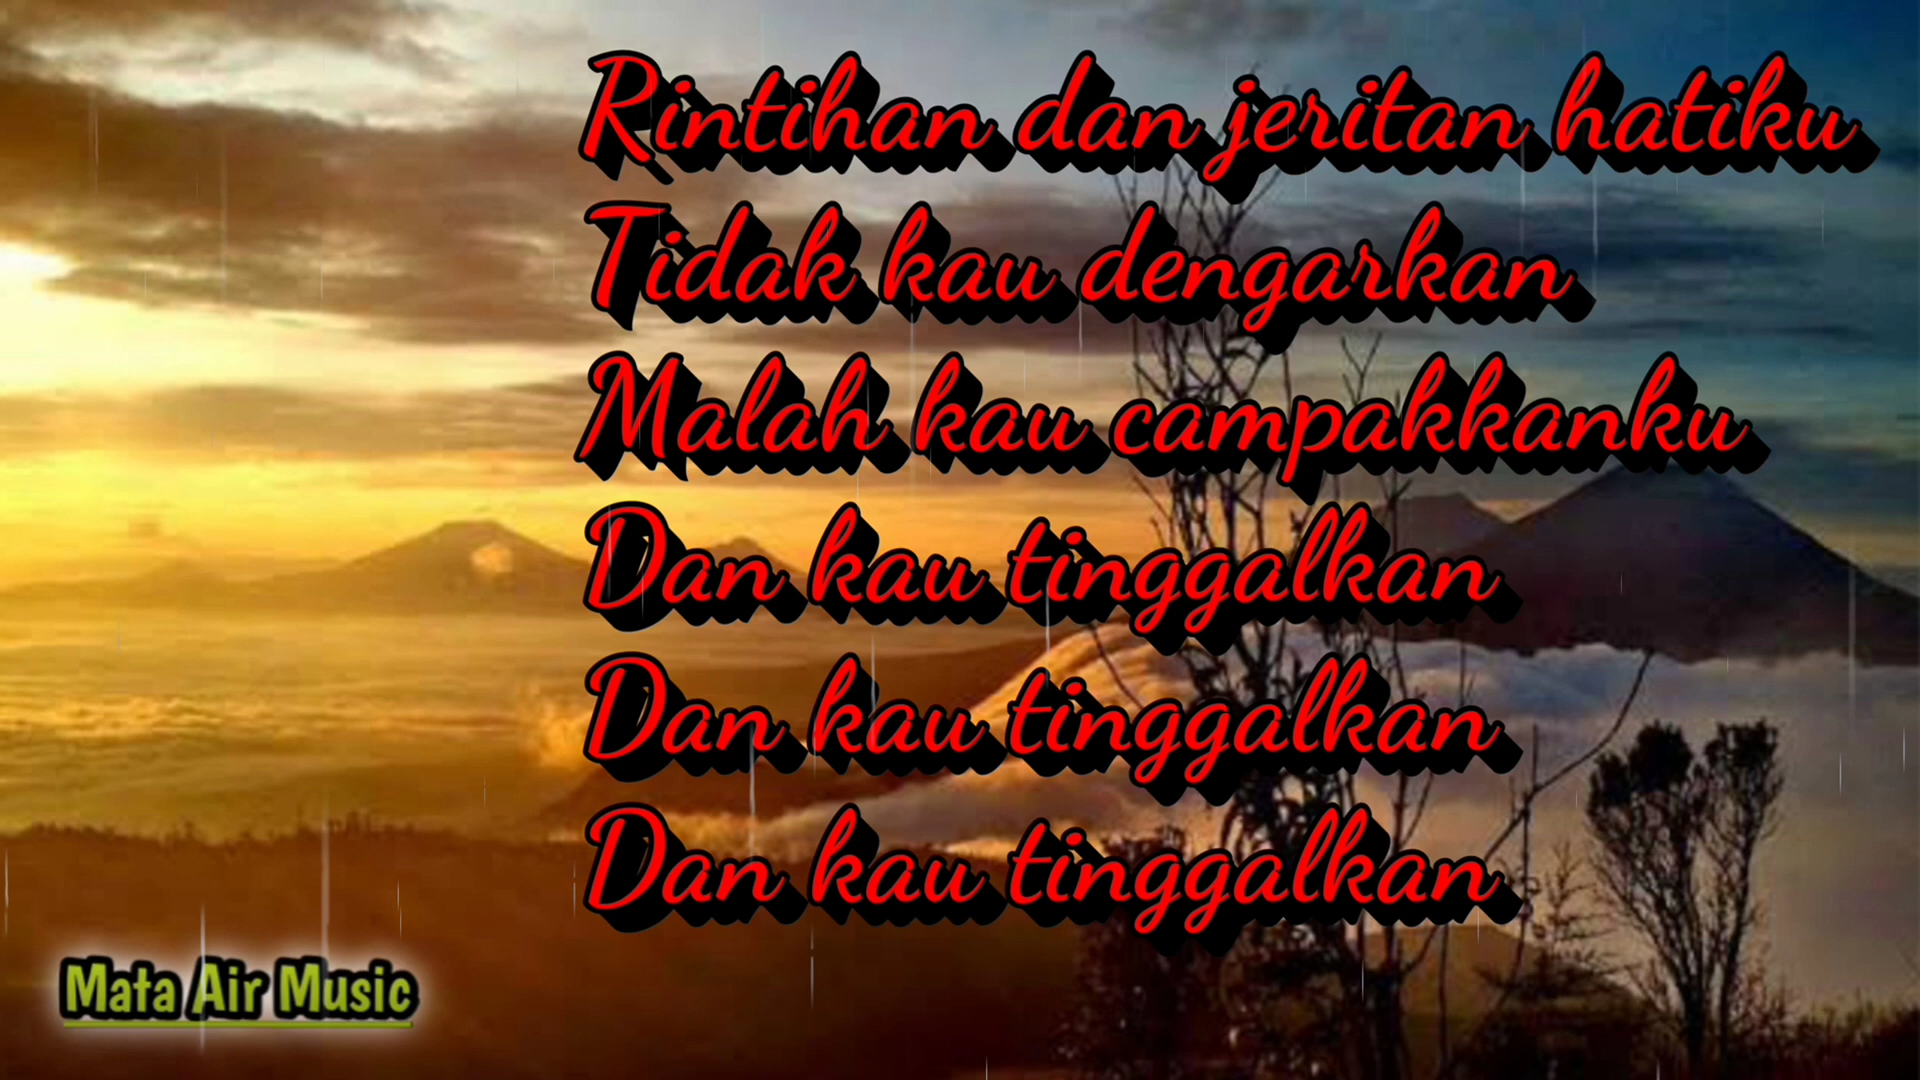 Rintihan dan jeritan hatiku
Tidak kau dengarkan
Malah kau campakkanku
Dan kau tinggalkan
Dan kau tinggalkan
Dan kau tinggalkan
Mata Air Music